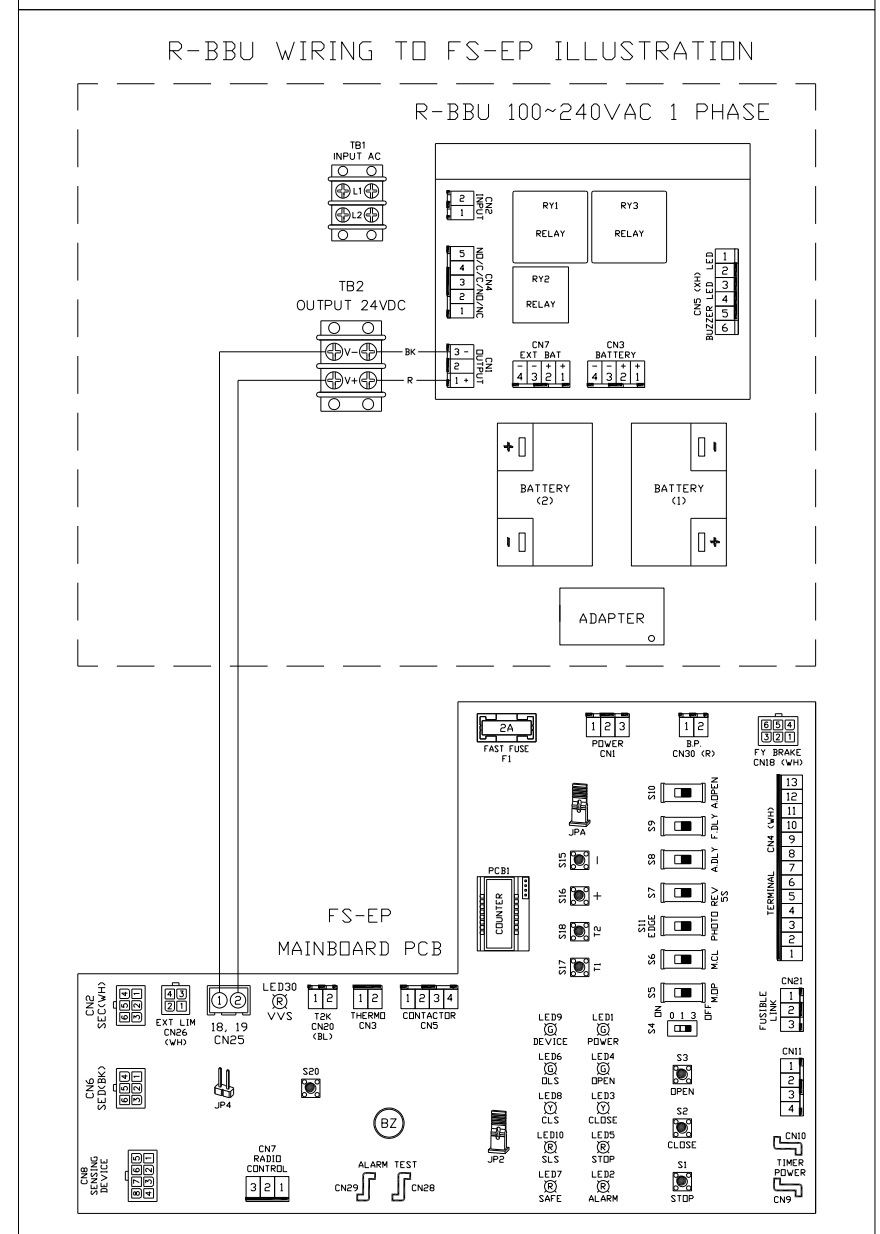 R-BBU WIRING TO FS-EP ILLUSTRATION
R-BBU 100~240VAC 1 PHASE
TB1
INPUT AC
L1
L2
TB2
OUTPUT 24VDC
V-
V+
BK
R
2
1
CN2
INPUT
5
4
3
2
1
NO/C/C/NO/NC
CN4
3 -
2
1 +
CN1
OUTPUT
RY1
RELAY
RY3
RELAY
RY2
RELAY
CN7
EXT BAT
- - + +
4 3 2 1
CN3
BATTERY
- - + +
4 3 2 1
1
2
3
4
5
6
BUZZER LED LED
CN5 (XH)
+
-
BATTERY
(2)
-
+
BATTERY
(1)
ADAPTER
FS-EP
MAINBOARD PCB
2A
FAST FUSE
F1
1 2 3
POWER
CN1
1 2
B.P.
CN30 (R)
6 5 4
3 2 1
FY BRAKE
CN18 (WH)
JPA
S10
A.OPEN
S9
F.DLY
S8
A.DLY
S7
REV
5S
S11
EDGE
PHOTO
S6
M.CL
S5
M.OP
ON
0 1 3
OFF
S4
S15
-
S16
+
S18
T2
S17
T1
PCB1
COUNTER
13
12
11
10
9
8
7
6
5
4
3
2
1
TERMINAL CN4 (WH)
CN21
1
2
3
FUSIBLE
LINK
CN11
1
2
3
4
CN10
TIMER
POWER
CN9
CN2
SEC(WH)
6 5 4
3 2 1
4 3
2 1
EXT LIM
CN26
(WH)
1 2
18, 19
CN25
LED30
R
VVS
1 2
T2K
CN20
(BL)
1 2
THERMO
CN3
1 2 3 4
CONTACTOR
CN5
CN6
SED(BK)
6 5 4
3 2 1
JP4
S20
BZ
JP2
CN8
SENSING
DEVICE
8 7 6 5
4 3 2 1
CN7
RADIO
CONTROL
3 2 1
ALARM TEST
CN29
CN28
LED9
G
DEVICE
LED1
G
POWER
LED6
G
OLS
LED4
G
OPEN
LED8
Y
CLS
LED3
Y
CLOSE
LED10
R
SLS
LED5
R
STOP
LED7
R
SAFE
LED2
R
ALARM
S3
OPEN
S2
CLOSE
S1
STOP